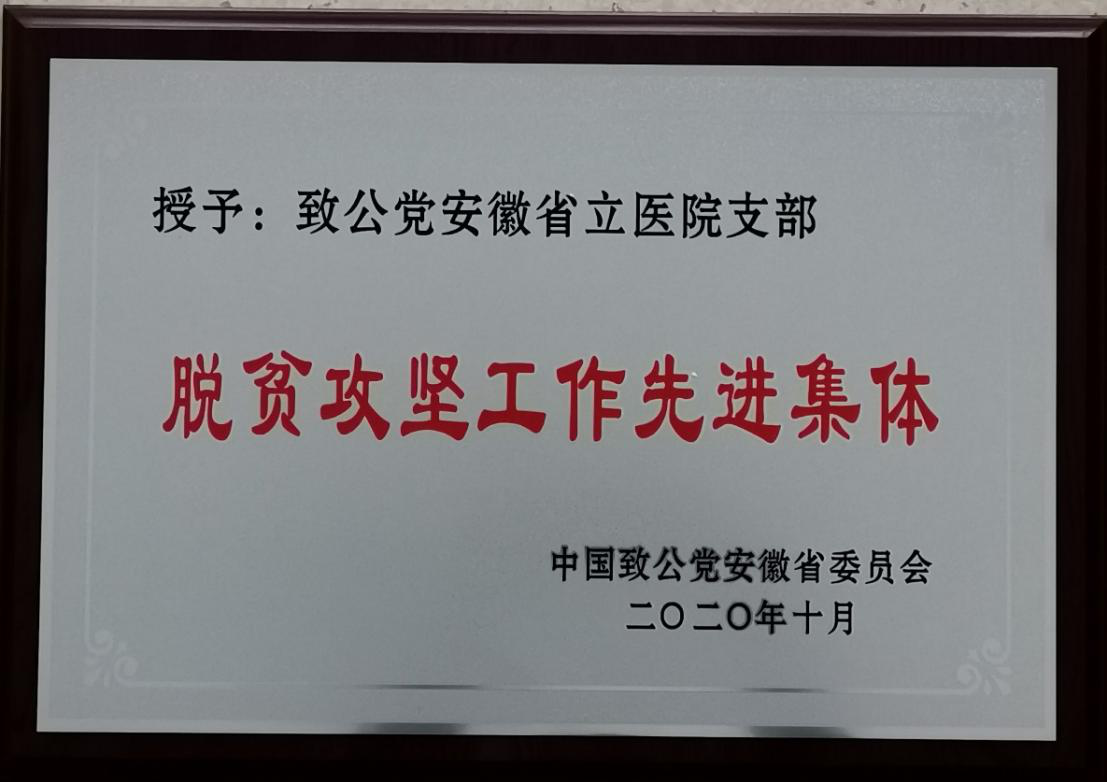 授予：致公党安徽省立医院支部
脱贫攻坚工作先进集体
中国致公党安徽省委员会
二〇二〇年十月